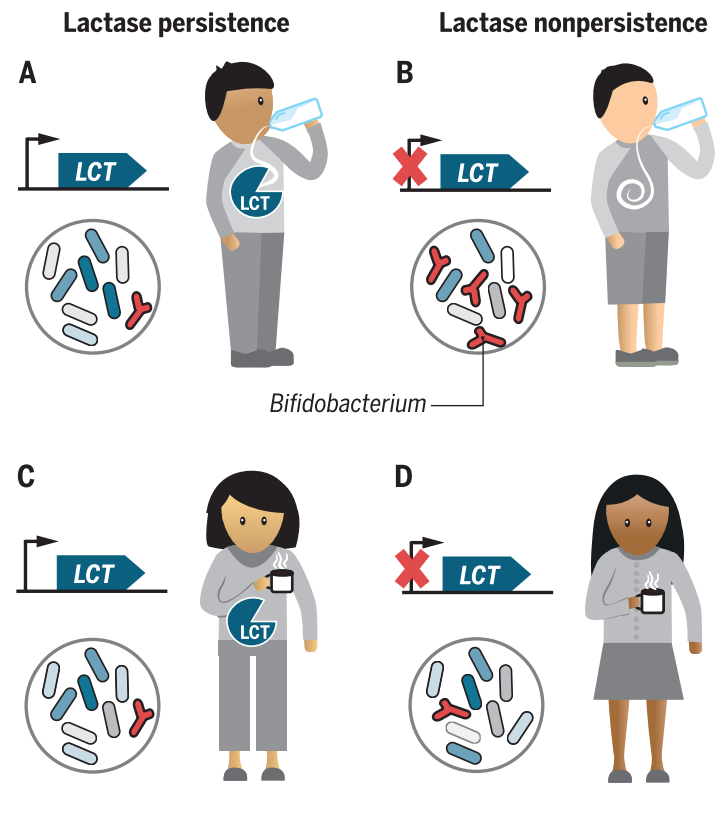 Lactase persistence
Lactase nonpersistence
A
B
LCT
LCT
LCT
Bifidobacterium
C
D
LCT
LCT
LCT